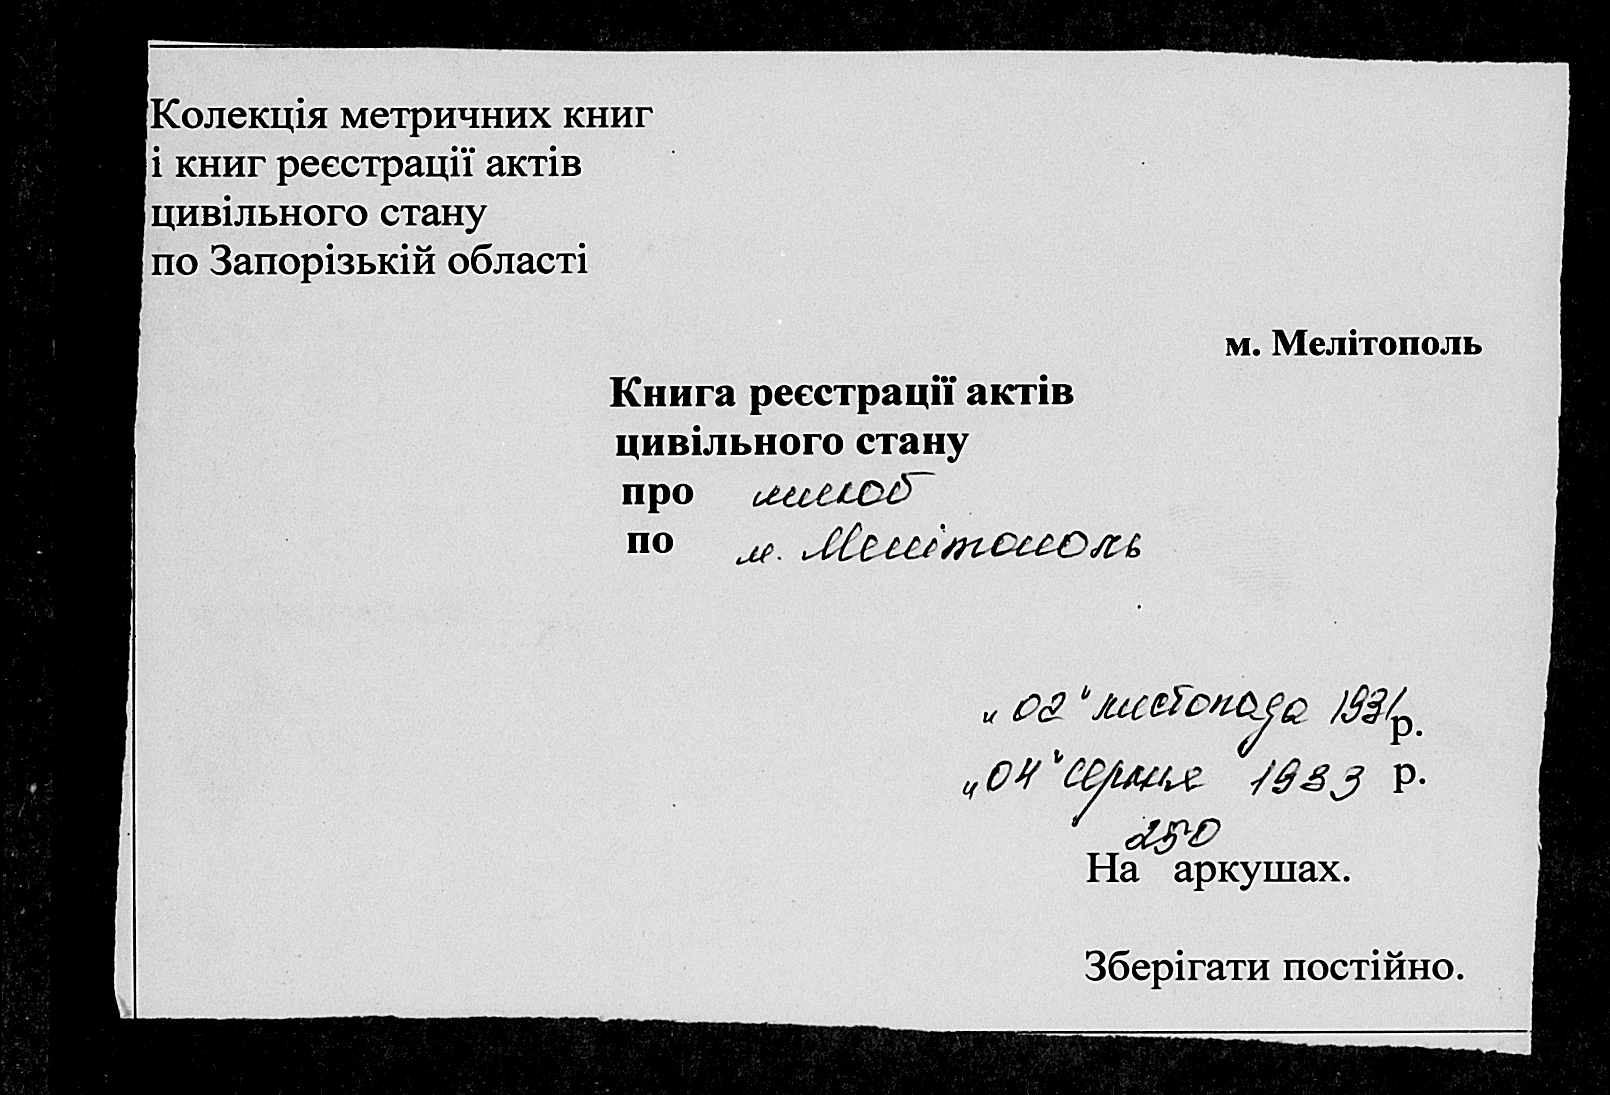 Колекція метричних книг
і книг реєстрації актів
цивільного стану
по Запорізькій області
м. Мелітополь
Книга реєстрації актів
цивільного стану
про шлюб
по м. Мелітополь
"02" листопада 1931 р.
"04" серпня 1933 р.
На 250 аркушах.
Зберігати постійно.